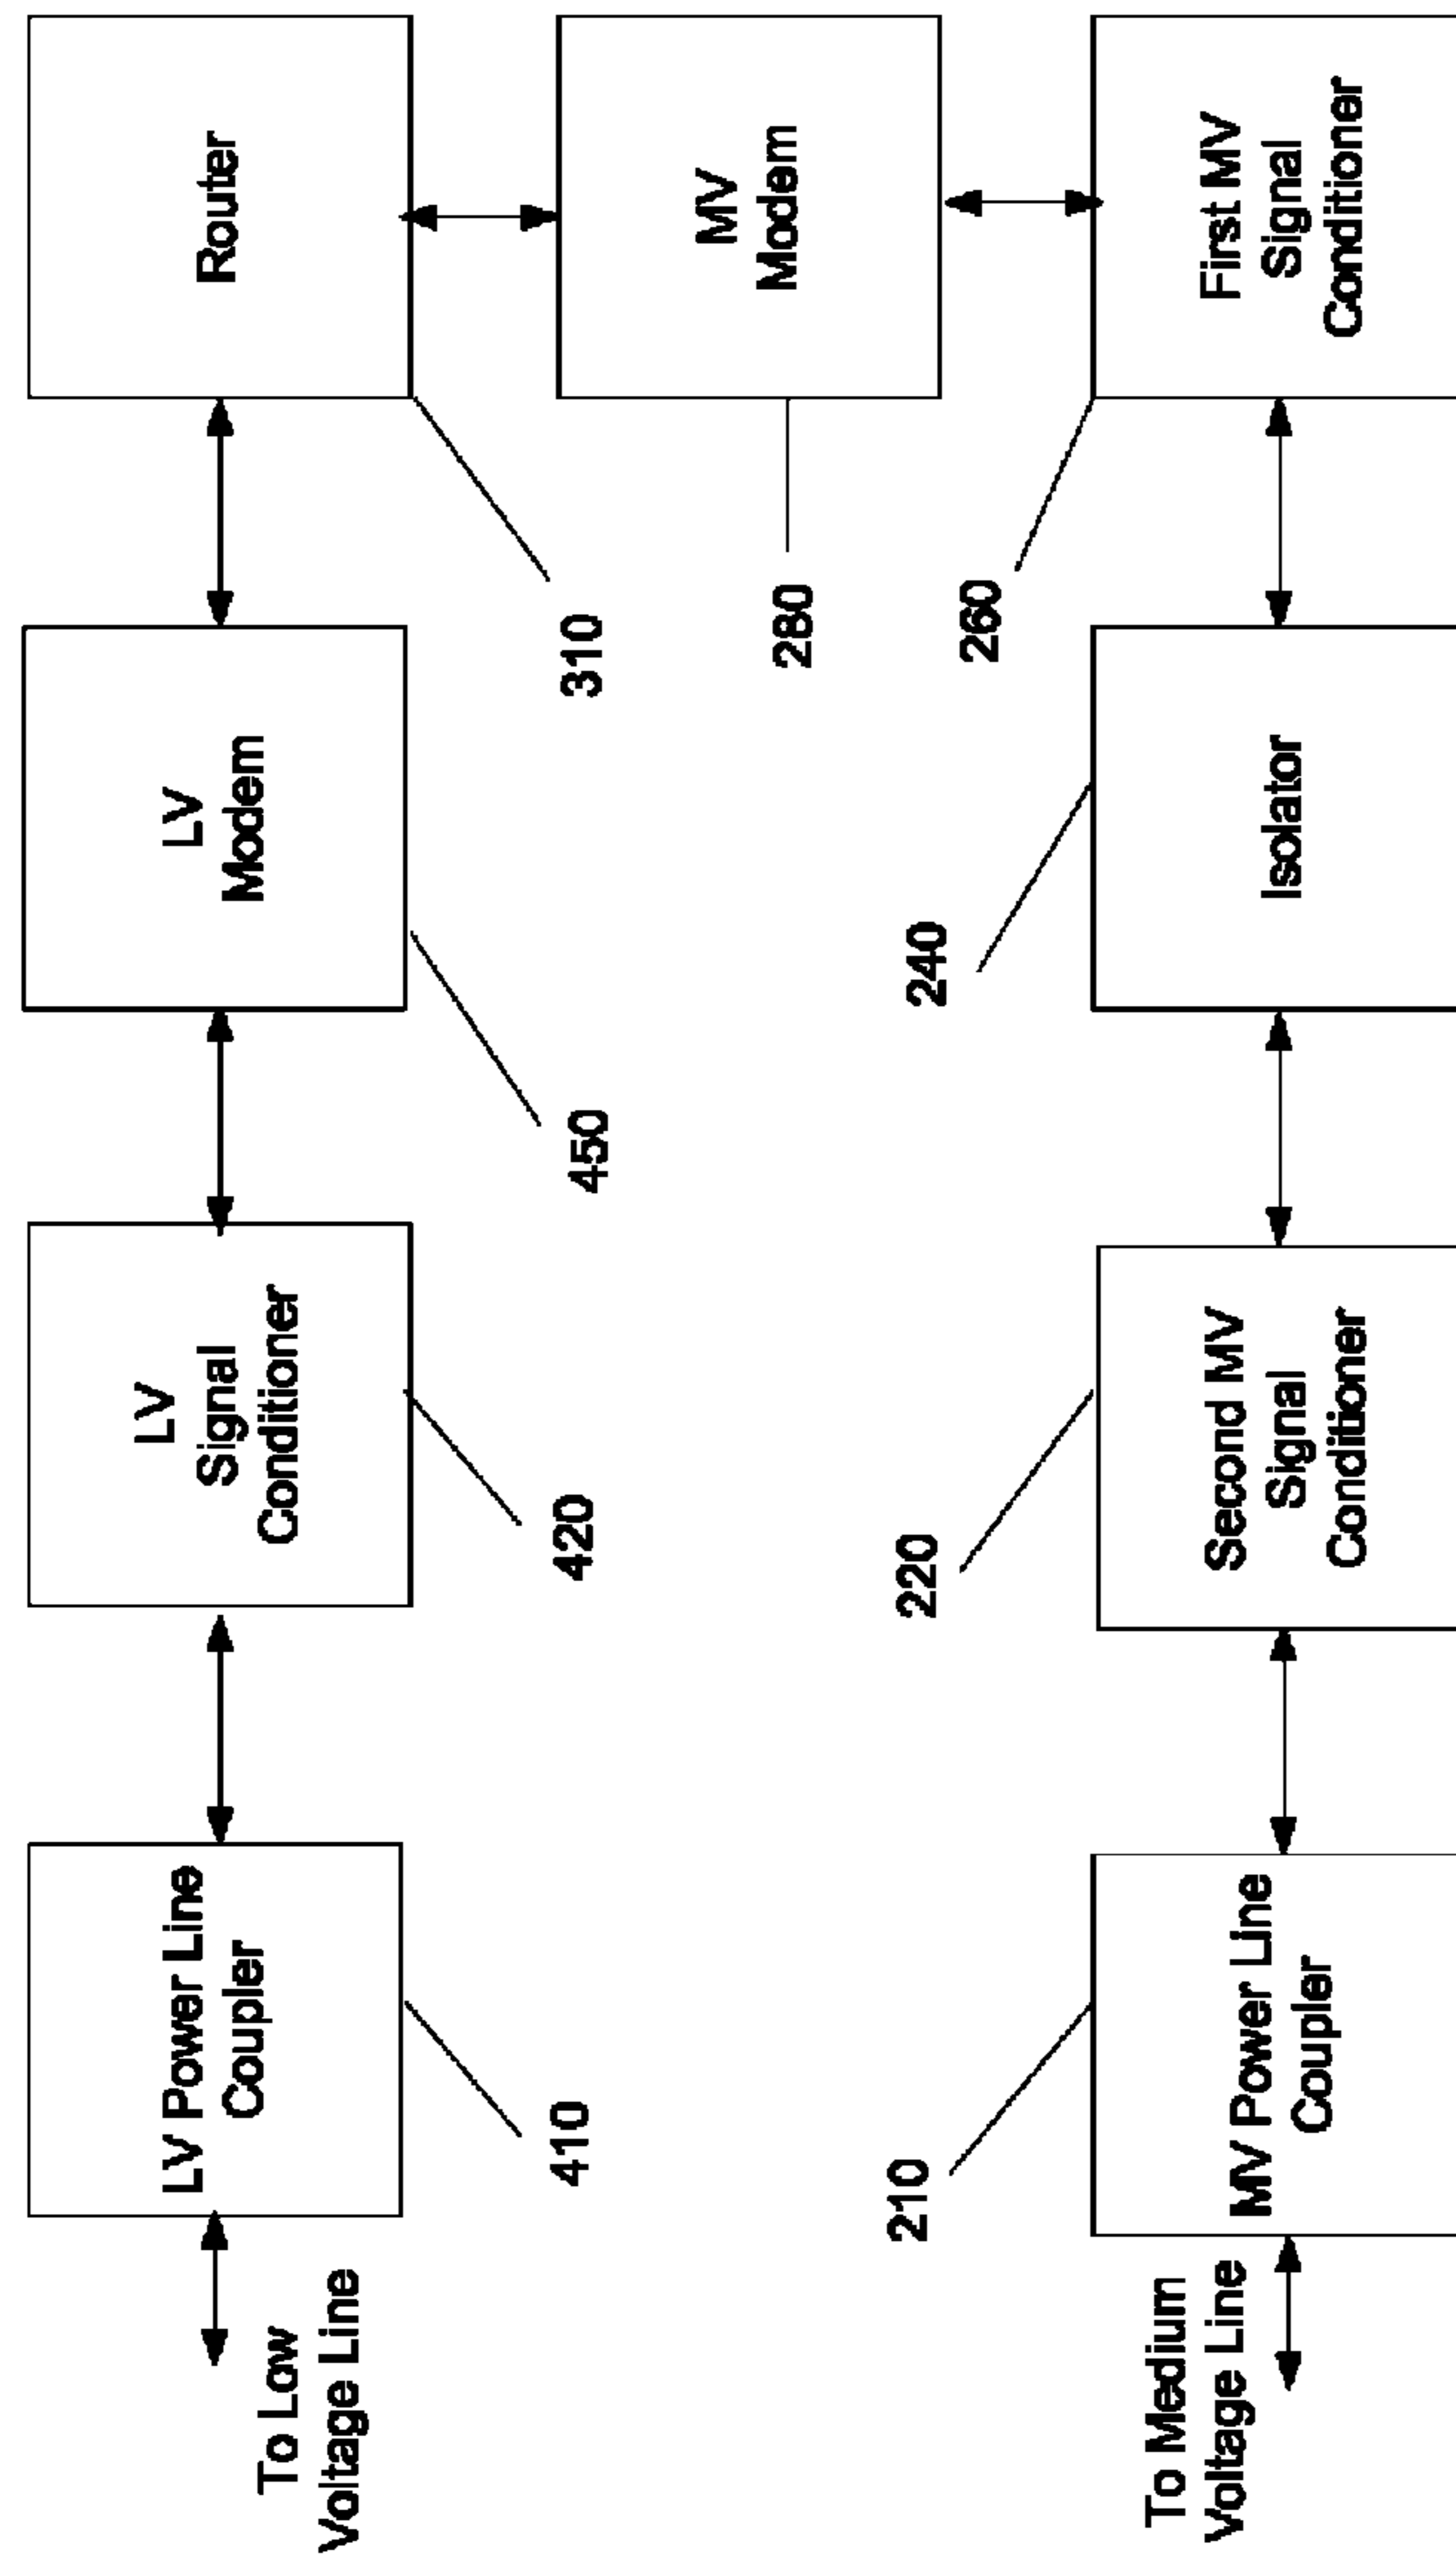 To Low
Voltage Line
LV Power Line
Coupler
410
LV
Signal
Conditioner
420
LV
Modem
450
Router
310
MV
Modem
280
To Medium
Voltage Line
MV Power Line
Coupler
210
Second MV
Signal
Conditioner
220
Isolator
240
First MV
Signal
Conditioner
260